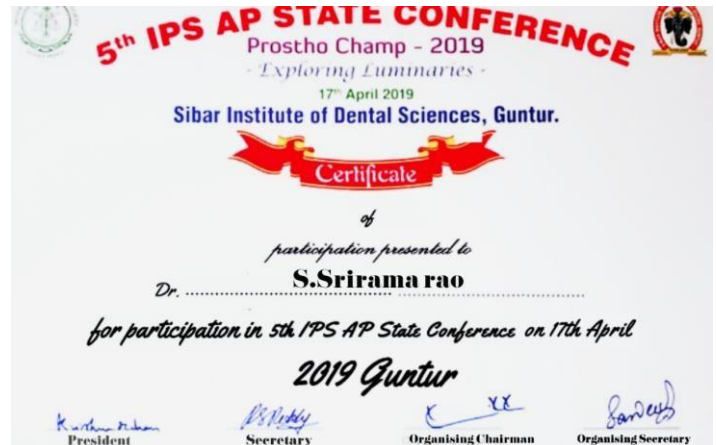 5th IPS AP STATE CONFERENCE
Prostho Champ - 2019
- Exploring Luminaries -
17th April 2019
Sibar Institute of Dental Sciences, Guntur.
Certificate
of
participation presented to
Dr. S.Srirama rao
for participation in 5th IPS AP State Conference on 17th April
2019 Guntur
President Secretary Organising Chairman Organising Secretary